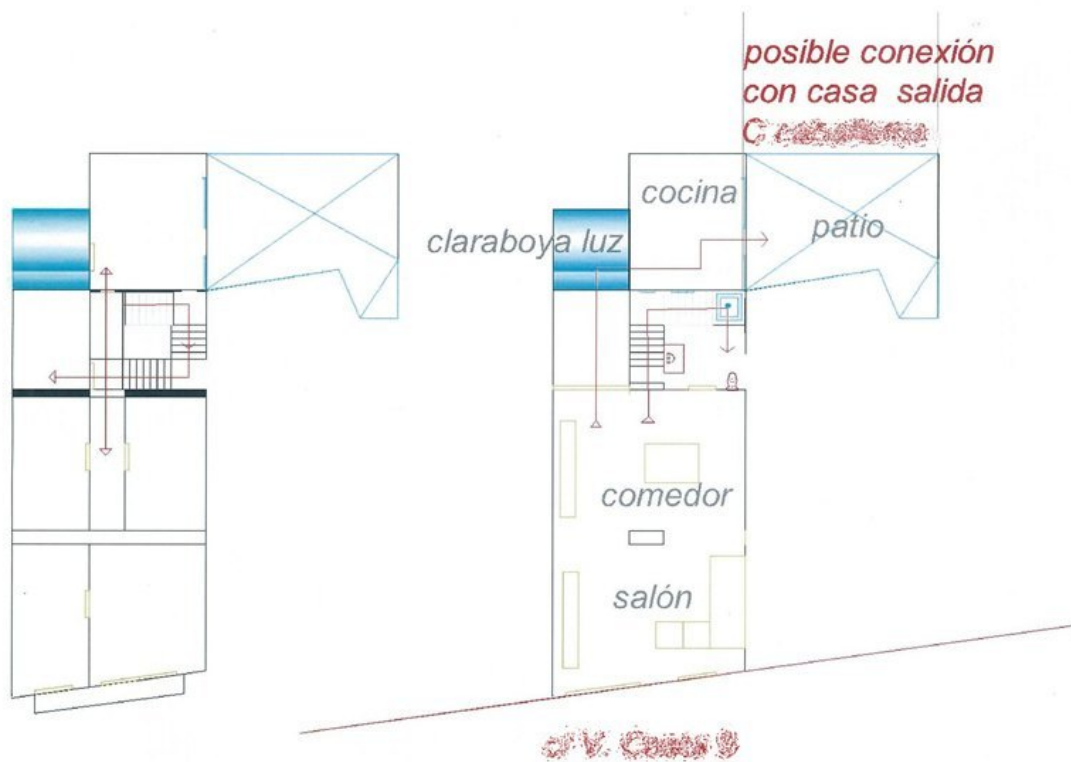 posible conexión
con casa salida
cocina
claraboya luz
patio
comedor
salón